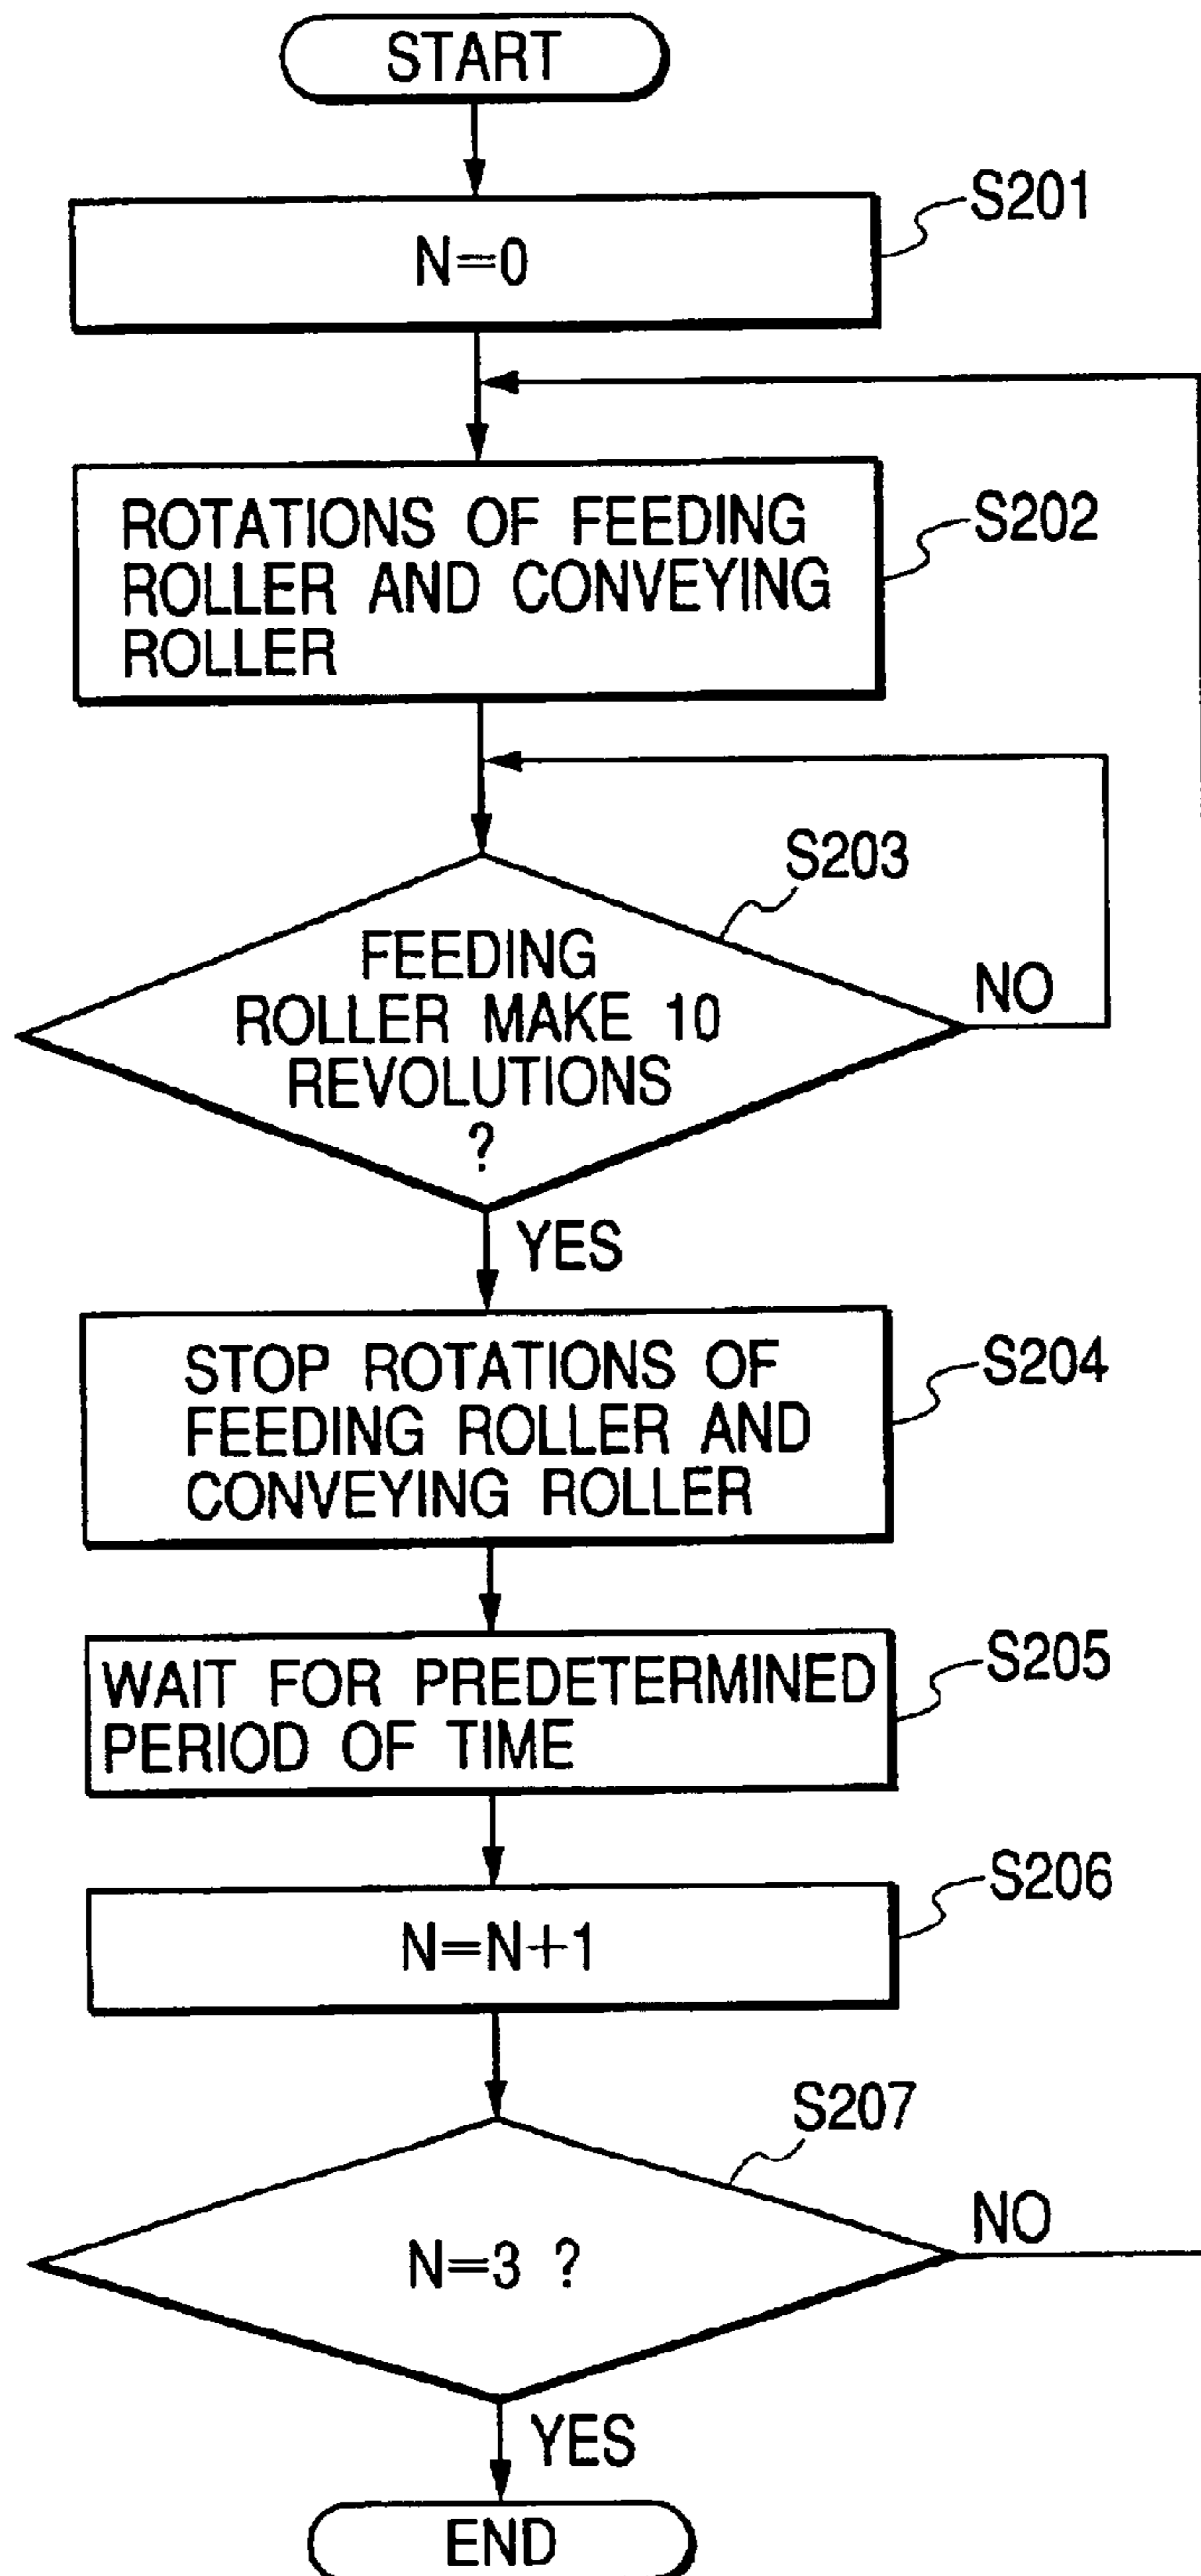 START
S201
N=0
S202
ROTATIONS OF FEEDING
ROLLER AND CONVEYING
ROLLER
S203
FEEDING
ROLLER MAKE 10
REVOLUTIONS
?
NO
YES
S204
STOP ROTATIONS OF
FEEDING ROLLER AND
CONVEYING ROLLER
S205
WAIT FOR PREDETERMINED
PERIOD OF TIME
S206
N=N+1
S207
N=3 ?
NO
YES
END